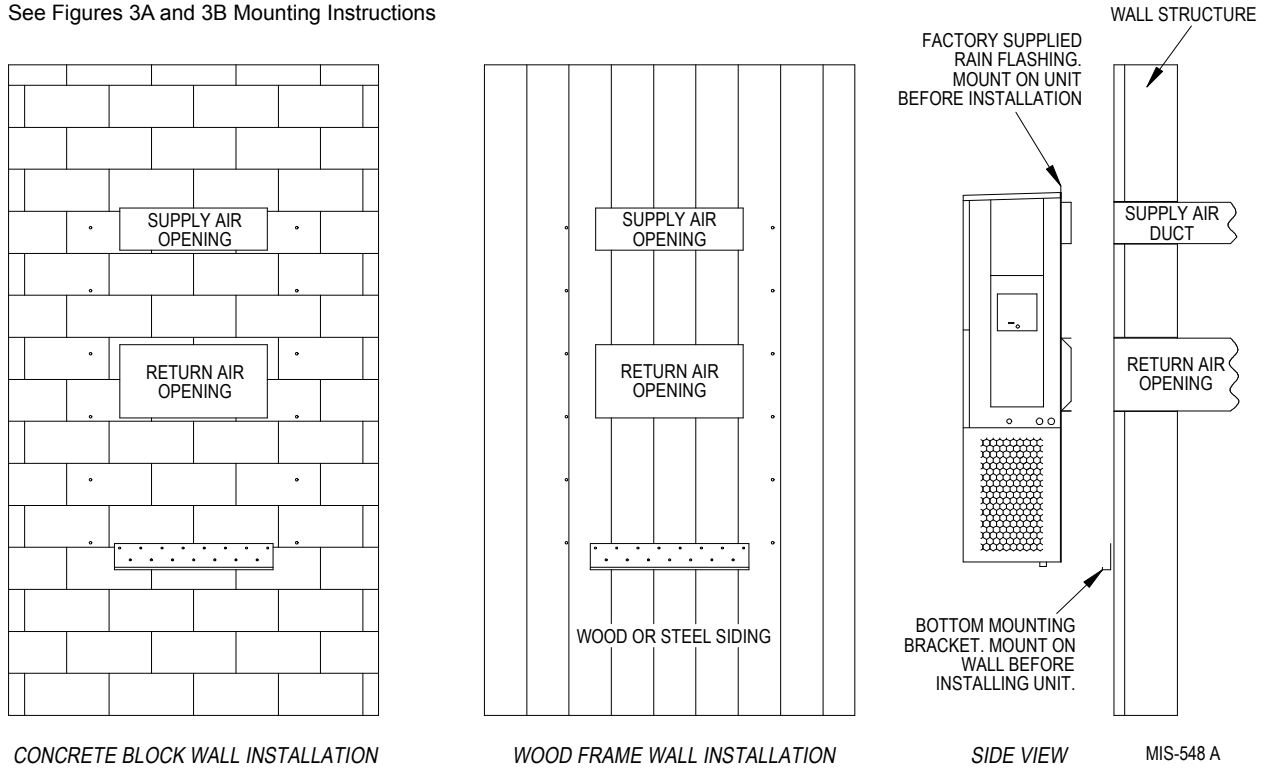 See Figures 3A and 3B Mounting Instructions
WALL STRUCTURE
FACTORY SUPPLIED
RAIN FLASHING.
MOUNT ON UNIT
BEFORE INSTALLATION
SUPPLY AIR
OPENING
RETURN AIR
OPENING
SUPPLY AIR
OPENING
RETURN AIR
OPENING
WOOD OR STEEL SIDING
SUPPLY AIR
DUCT
RETURN AIR
OPENING
BOTTOM MOUNTING
BRACKET. MOUNT ON
WALL BEFORE
INSTALLING UNIT.
CONCRETE BLOCK WALL INSTALLATION
WOOD FRAME WALL INSTALLATION
SIDE VIEW
MIS-548 A